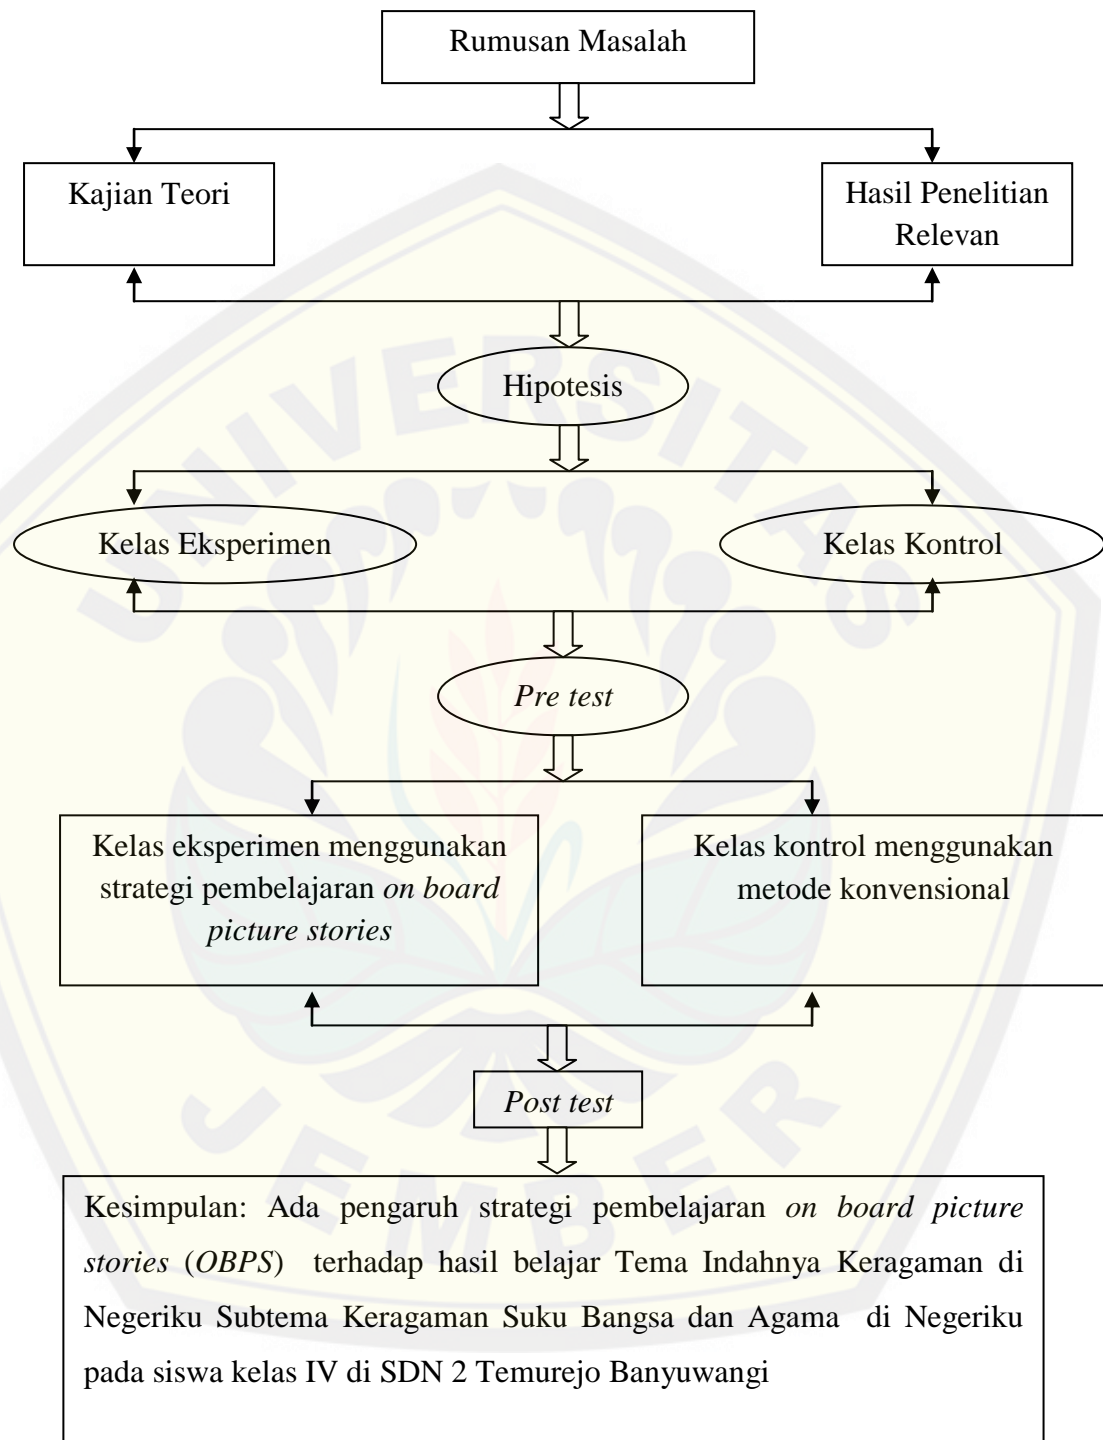 Rumusan Masalah
Kajian Teori
Hasil Penelitian
Relevan
Hipotesis
Kelas Eksperimen
Kelas Kontrol
Pre test
Kelas eksperimen menggunakan
strategi pembelajaran on board
picture stories
Kelas kontrol menggunakan
metode konvensional
Post test
Kesimpulan: Ada pengaruh strategi pembelajaran on board picture
stories (OBPS) terhadap hasil belajar Tema Indahnya Keragaman di
Negeriku Subtema Keragaman Suku Bangsa dan Agama di Negeriku
pada siswa kelas IV di SDN 2 Temurejo Banyuwangi
UNIVERSITAS
JEMBER